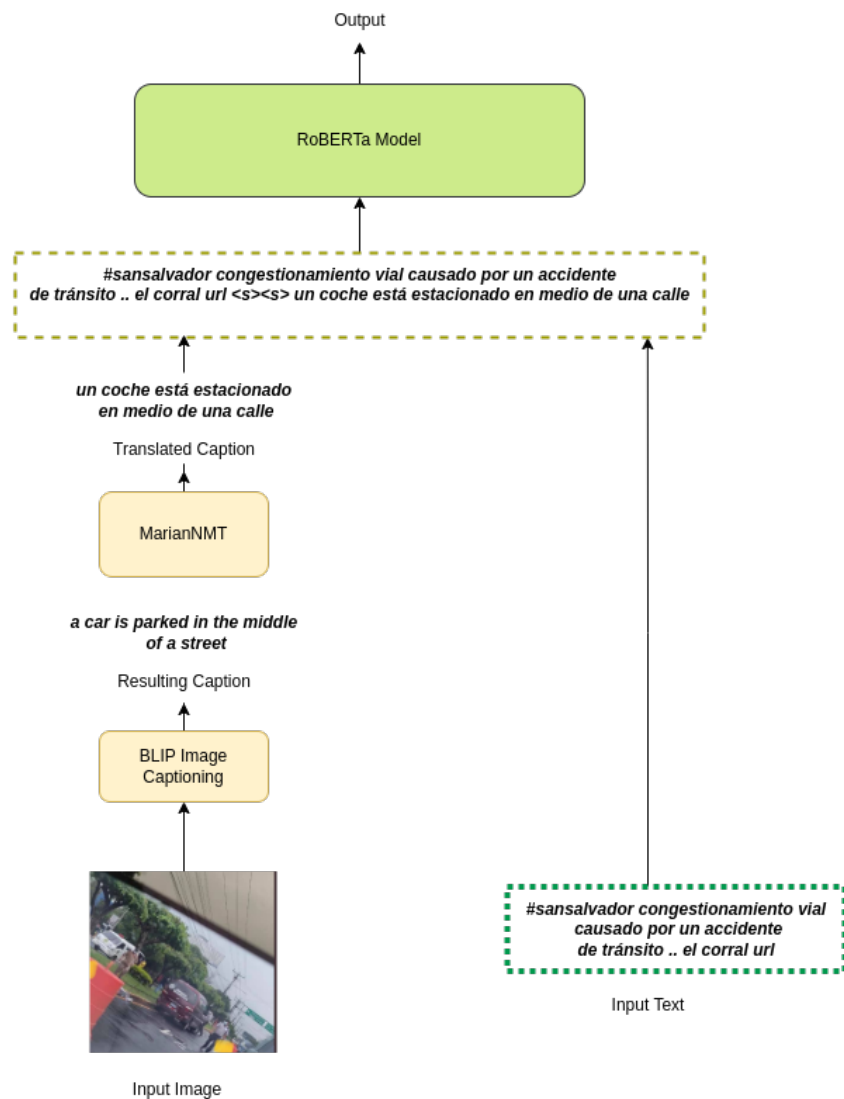 Output
RoBERTa Model
#sansalvador congestionamiento vial causado por un accidente
de tránsito .. el corral url <s><s> un coche está estacionado en medio de una calle
un coche está estacionado
en medio de una calle
Translated Caption
MarianNMT
a car is parked in the middle
of a street
Resulting Caption
BLIP Image
Captioning
#sansalvador congestionamiento vial
causado por un accidente
de tránsito .. el corral url
Input Text
Input Image